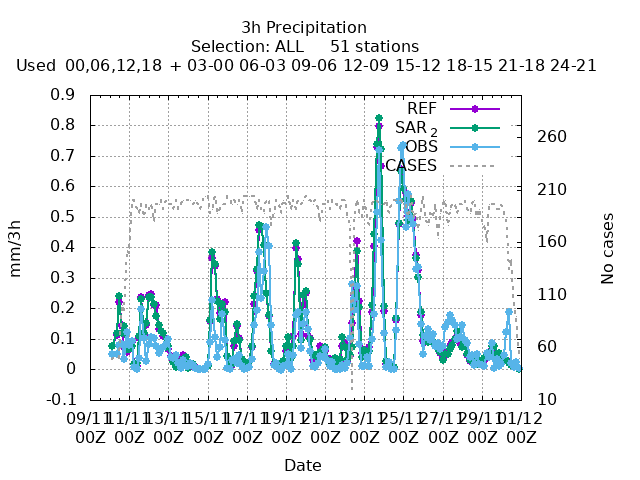 3h Precipitation
Selection: ALL 51 stations
Used 00,06,12,18 + 03-00 06-03 09-06 12-09 15-12 18-15 21-18 24-21
0.9
0.8
0.7
0.6
0.5
0.4
0.3
0.2
0.1
0
-0.1
mm/3h
REF
SAR 2
OBS
CASES
260
210
160
110
60
10
No cases
09/11 11/11 13/11 15/11 17/11 19/11 21/11 23/11 25/11 27/11 29/11 01/12
00Z 00Z 00Z 00Z 00Z 00Z 00Z 00Z 00Z 00Z 00Z 00Z
Date